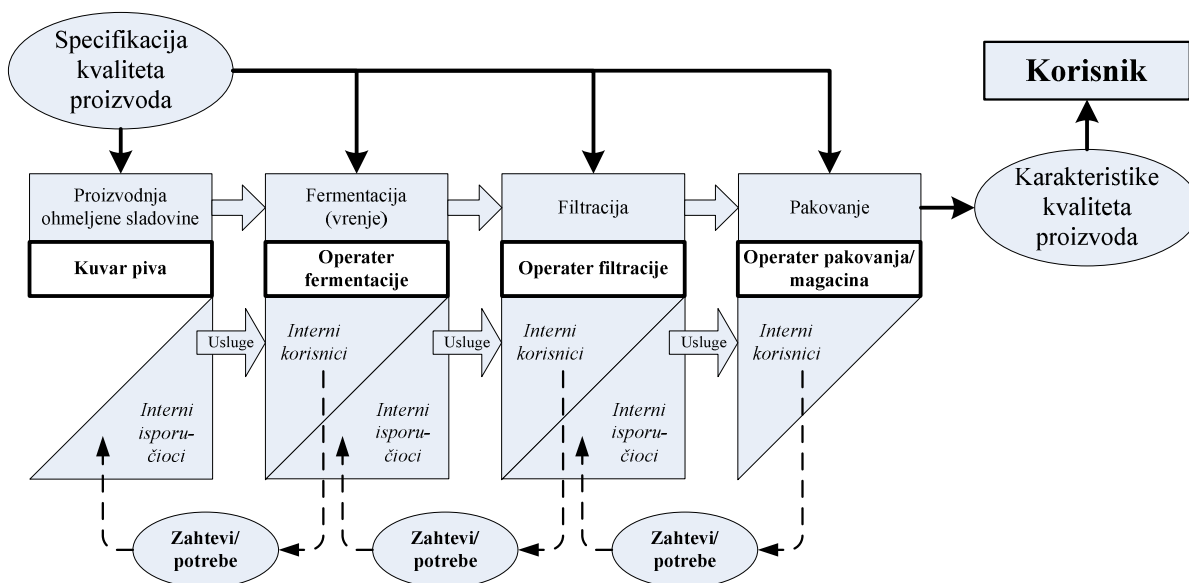 Specifikacija
kvaliteta
proizvoda
Korisnik
Karakteristike
kvaliteta
proizvoda
Proizvodnja
ohmeljene sladovine
Fermentacija
(vrenje)
Filtracija
Pakovanje
Kuvar piva
Operater
fermentacije
Operater filtracije
Operater pakovanja/
magacina
Usluge
Interni
korisnici
Usluge
Interni
korisnici
Usluge
Interni
korisnici
Interni
isporu-
čioci
Interni
isporu-
čioci
Interni
isporu-
čioci
Zahtevi/
potrebe
Zahtevi/
potrebe
Zahtevi/
potrebe